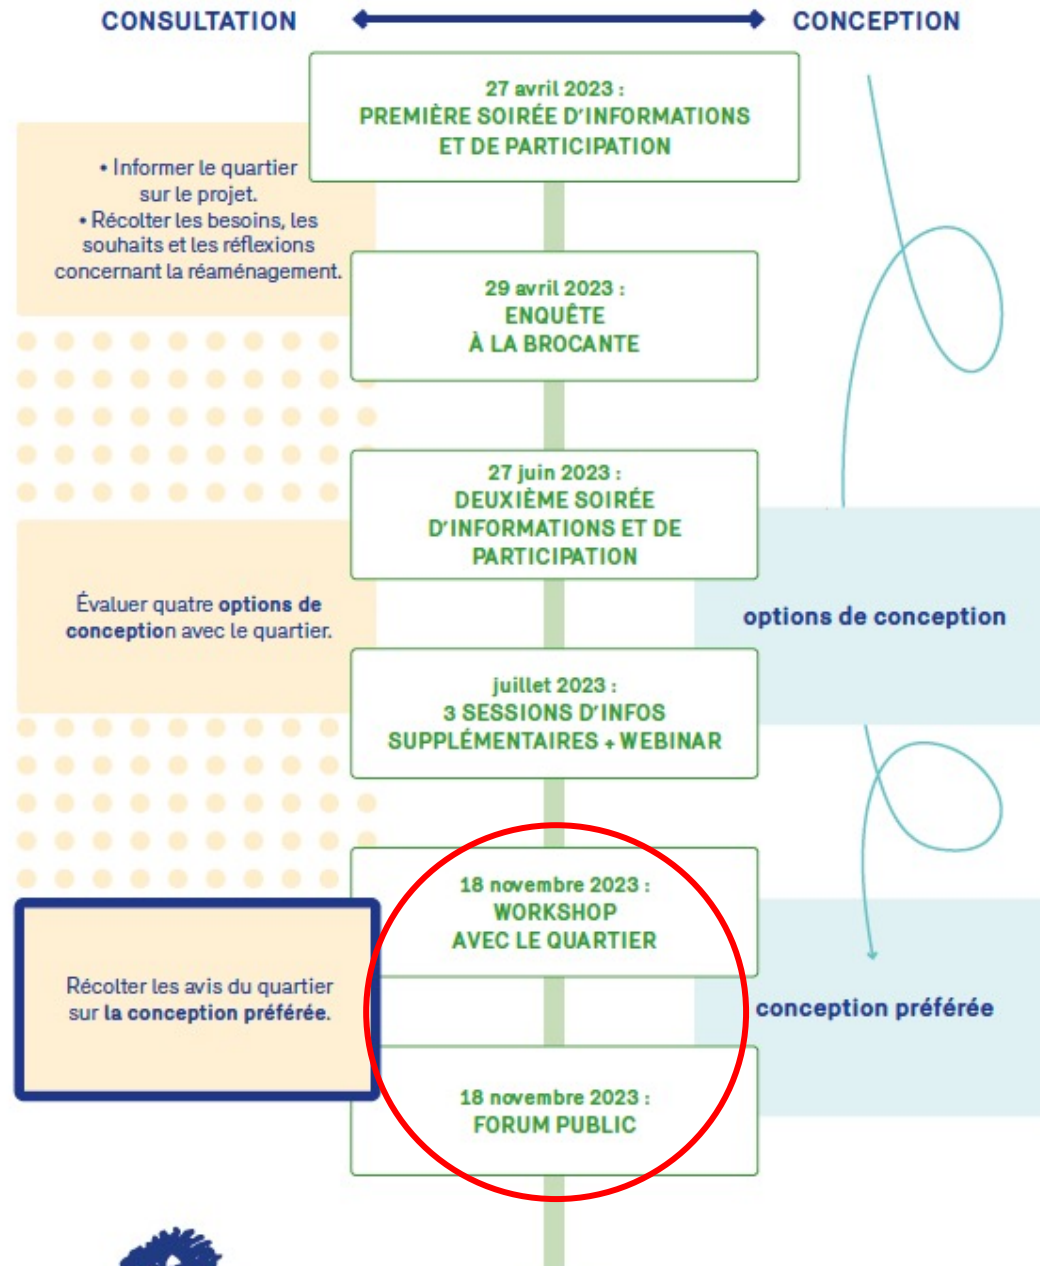 CONSULTATION
CONCEPTION
27 avril 2023 :
PREMIÈRE SOIRÉE D'INFORMATIONS
ET DE PARTICIPATION
• Informer le quartier
sur le projet.
• Récolter les besoins, les
souhaits et les réflexions
concernant la réaménagement.
29 avril 2023 :
ENQUÊTE
À LA BROCANTE
27 juin 2023 :
DEUXIÈME SOIRÉE
D'INFORMATIONS ET DE
PARTICIPATION
Évaluer quatre options de
conception avec le quartier.
options de conception
juillet 2023 :
3 SESSIONS D'INFOS
SUPPLÉMENTAIRES + WEBINAR
18 novembre 2023 :
WORKSHOP
AVEC LE QUARTIER
Récolter les avis du quartier
sur la conception préférée.
conception préférée
18 novembre 2023 :
FORUM PUBLIC